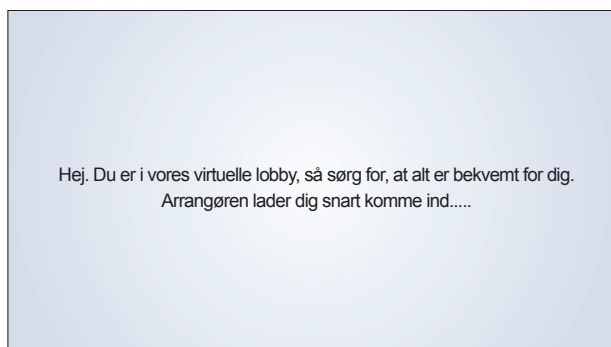 Hej. Du er i vores virtuelle lobby, så sørg for, at alt er bekvemt for dig.
Arrangøren lader dig snart komme ind.....